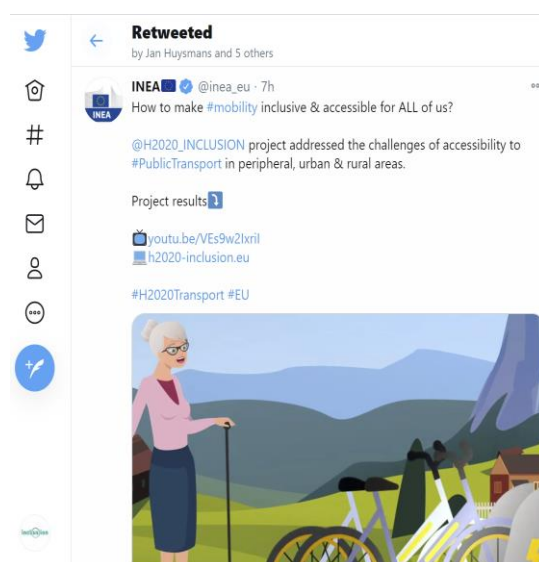 Retweeted
by Jan Huysmans and 5 others
INEA @inea_eu · 7h
INEA
How to make #mobility inclusive & accessible for ALL of us?
@H2020_INCLUSION project addressed the challenges of accessibility to
#PublicTransport in peripheral, urban & rural areas.
Project results
youtu.be/VEs9w2IxriI
h2020-inclusion.eu
#H2020Transport #EU